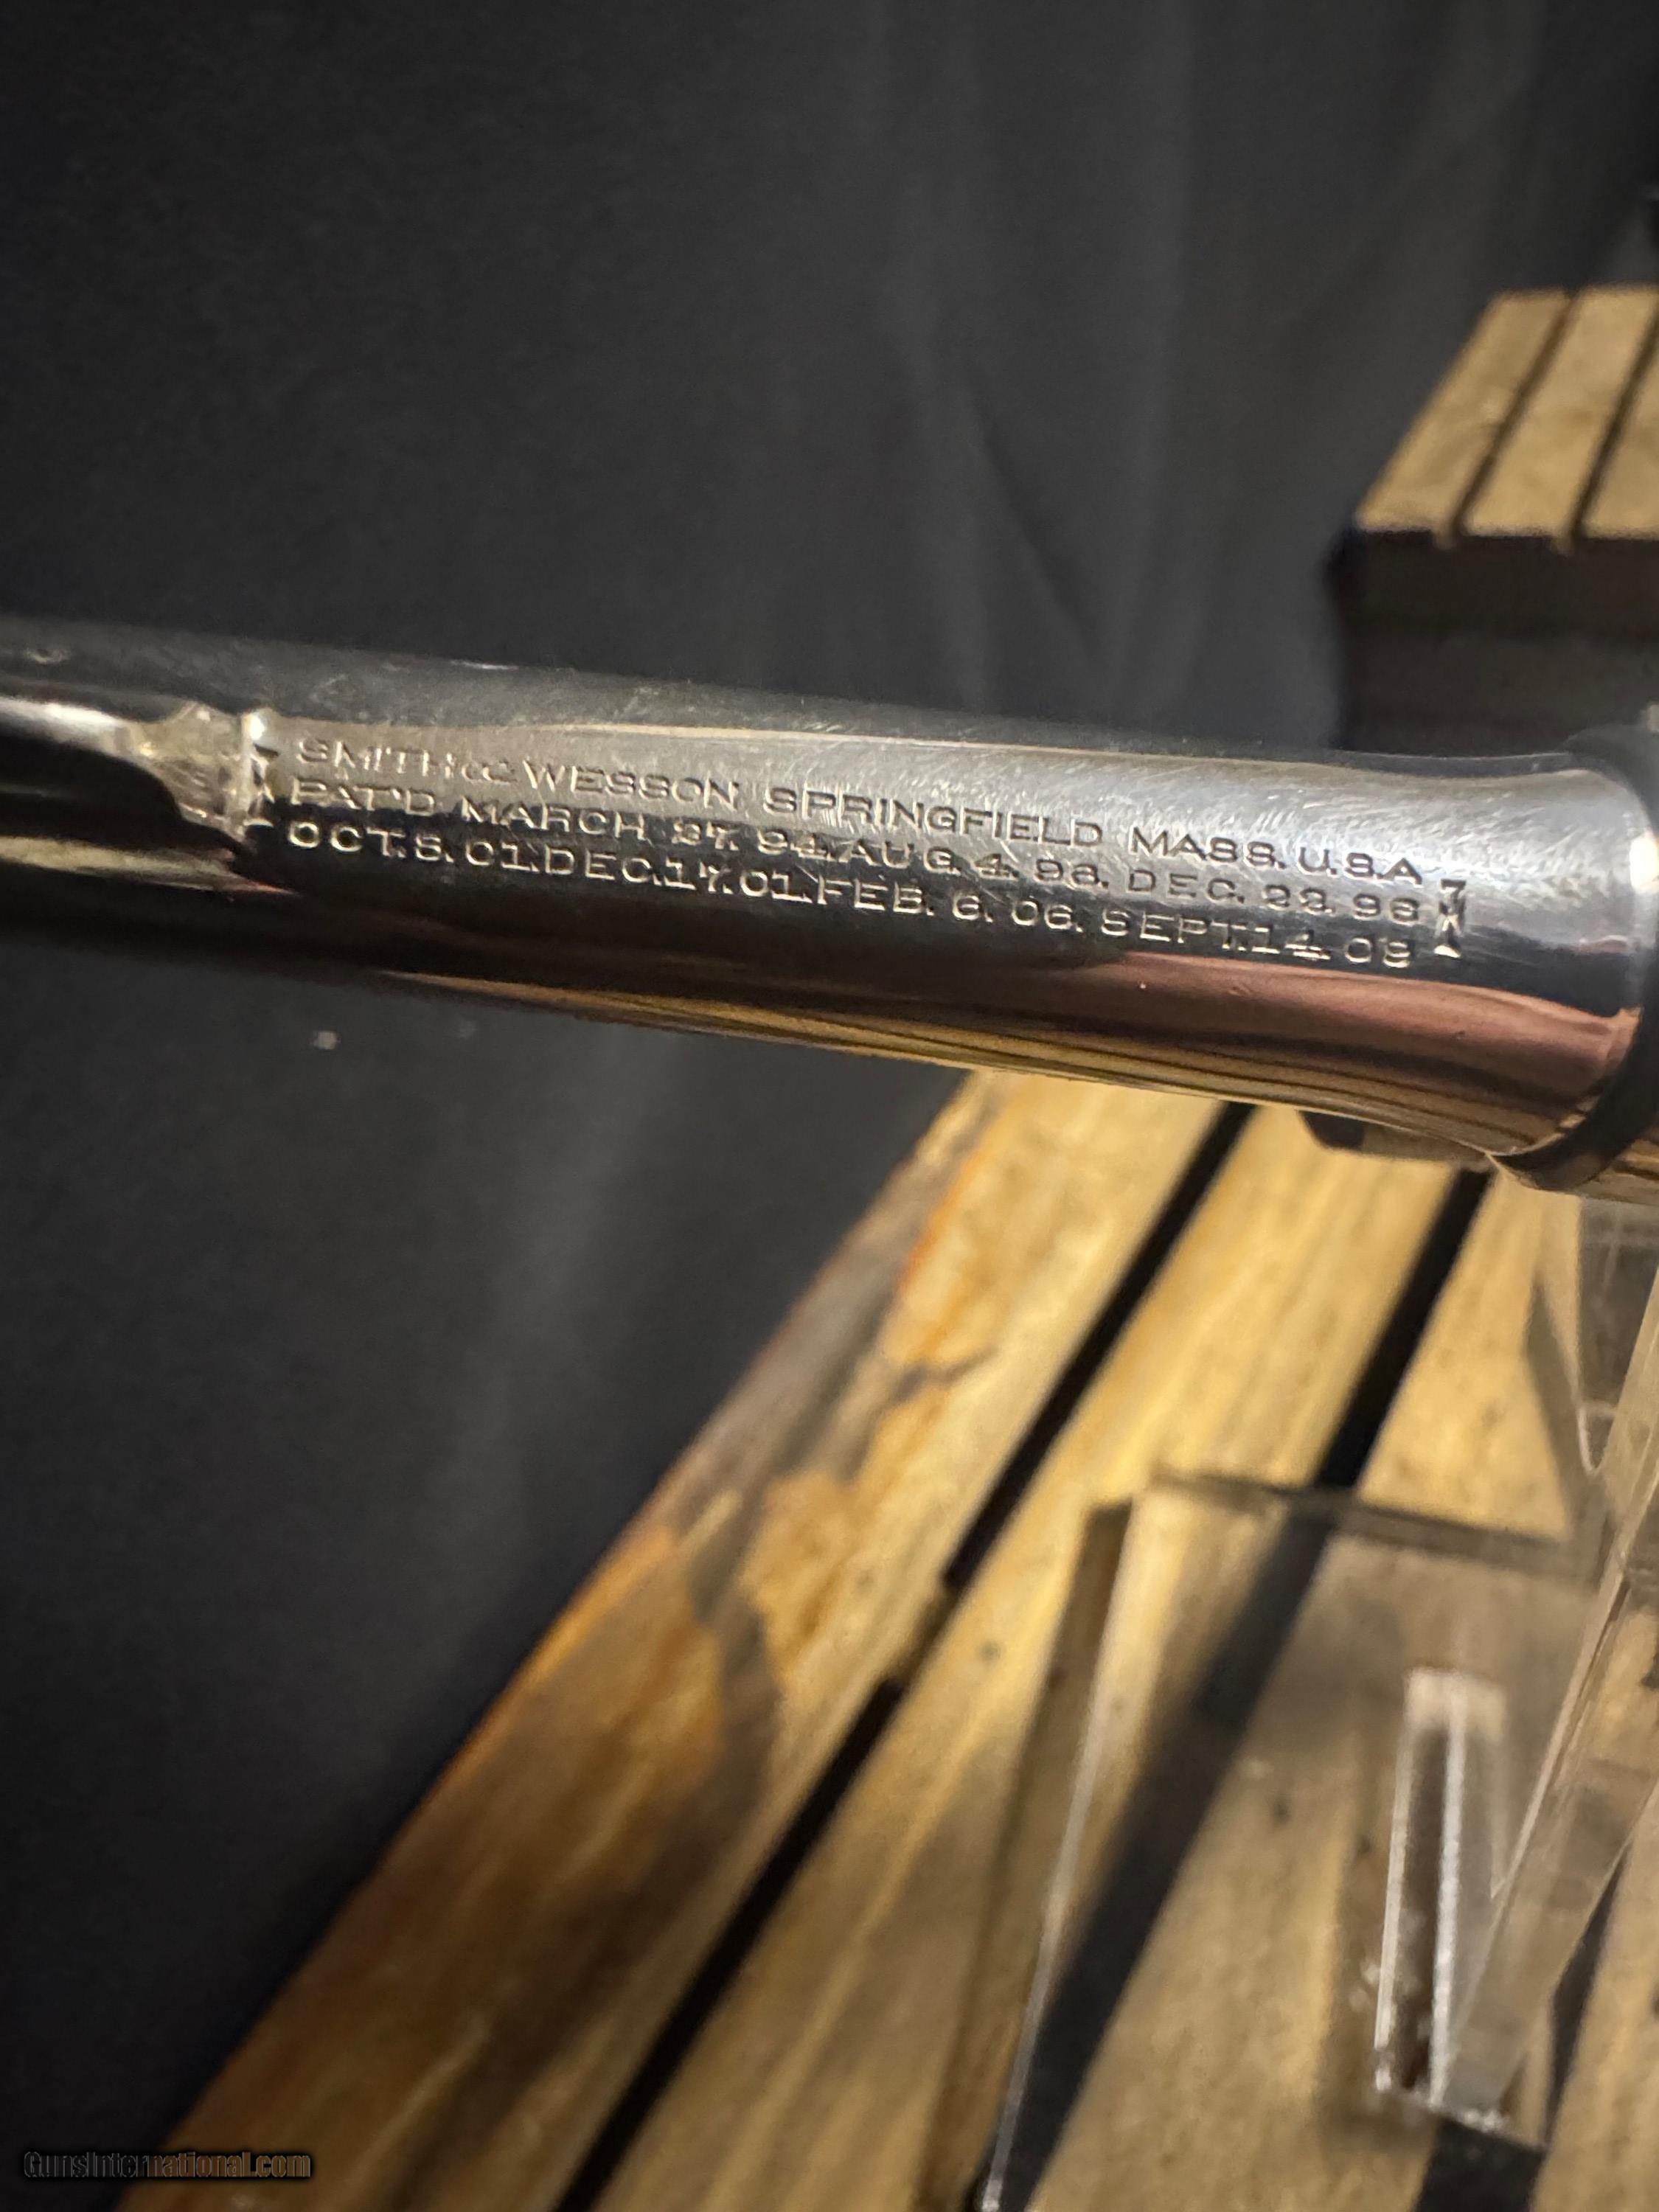 SMITH & WESSON SPRINGFIELD MASS. U.S.A
PAT'D MARCH 27. 94. AUG. 4. 96. DEC. 22. 96
OCT. 8. 01. DEC. 17. 01. FEB. 6. 06. SEPT. 14. 09
GunsInternational.com